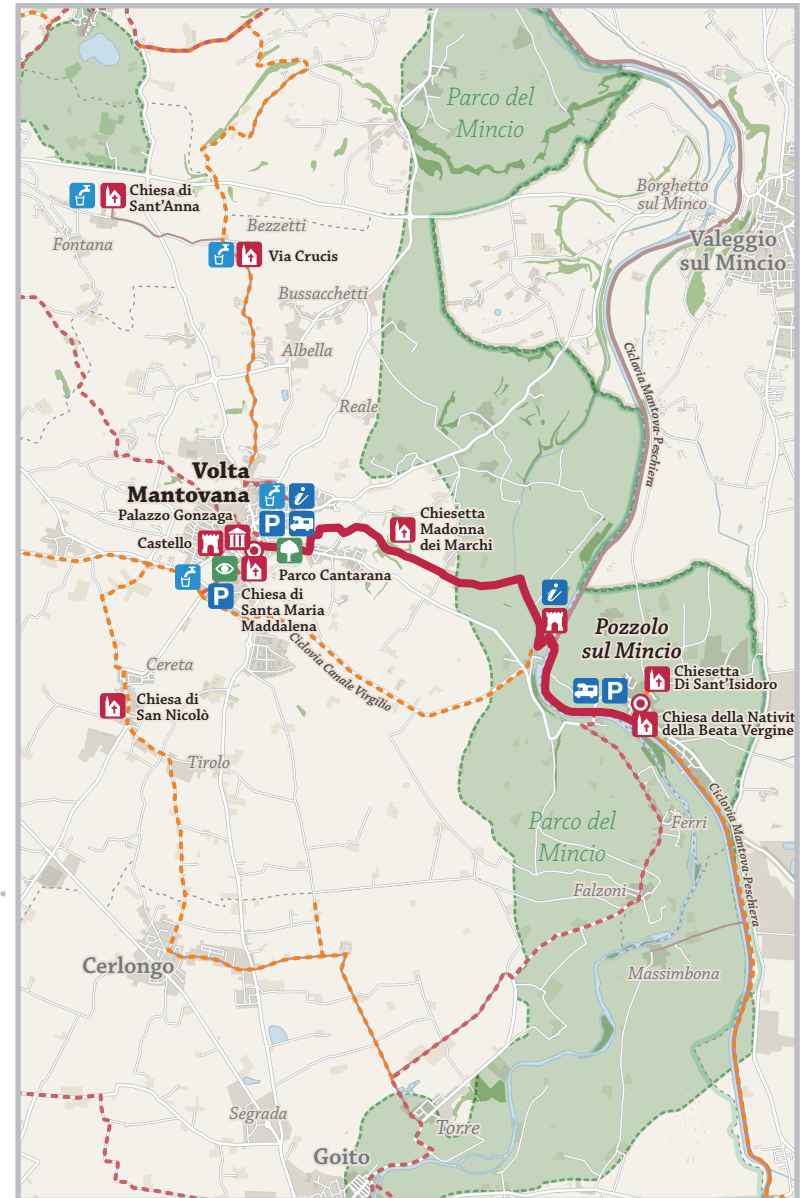 Parco del
Mincio
Chiesa di
Sant'Anna
Borghetto
sul Minco
Bezzetti
Fontana
Valeggio
sul Mincio
Via Crucis
Bussacchetti
Albella
Ciclovia Mantova-Peschiera
Reale
Volta
Mantovana
i
Palazzo Gonzaga
P
Chiesetta
Madonna
dei Marchi
Castello
Parco Cantarana
P
Chiesa di
Santa Maria
Maddalena
i
Pozzolo
sul Mincio
Ciclovia Canale Virgilio
Cereta
Chiesetta
Di Sant'Isidoro
P
Chiesa di
San Nicolò
Chiesa della Nativit
della Beata Vergine
Tirolo
Ciclovia Mantova-Peschiera
Parco del
Mincio
Ferri
Falzoni
Cerlongo
Massimbona
Segrada
Torre
Goito